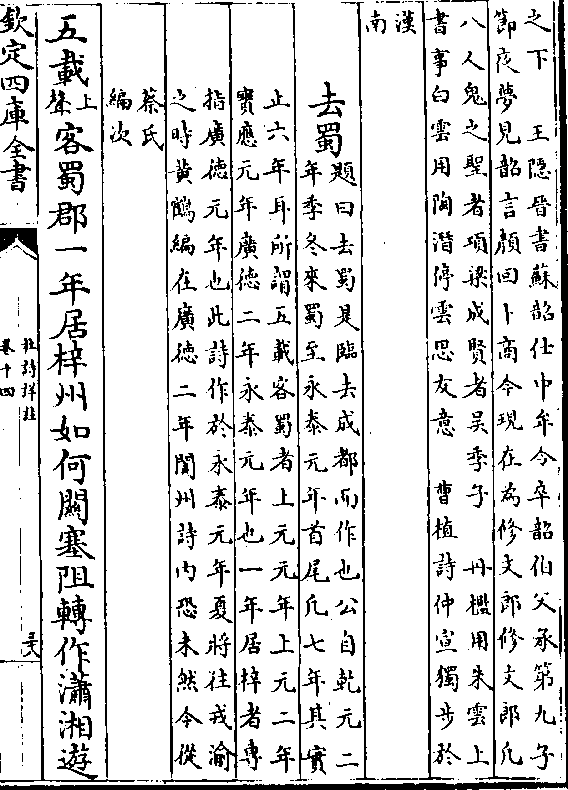 之下　王隱晉書蘇韶仕中牟令卒韶伯父承第九子
節夜夢見韶言顏回卜商今現在為修文郎修文郎凡
八人鬼之聖者項梁成賢者吳季子　丹檻用朱雲上
書事白雲用陶潛停雲思友意　曹植詩仲宣獨步於
漢
南
去蜀題曰去蜀是臨去成都而作也公自乾元二
年季冬來蜀至永泰元年首尾凡七年其實
止六年耳所謂五載客蜀者上元元年上元二年
寶應元年廣德二年永泰元年也一年居梓者專
指廣德元年也此詩作於永泰元年夏將往戎渝
之時黃鶴編在廣德二年閬州詩內恐未然今從
蔡氏
編次
五載上聲客蜀郡一年居梓州如何關塞阻轉作瀟湘遊
欽定四庫全書
杜詩詳註
卷十四
三八